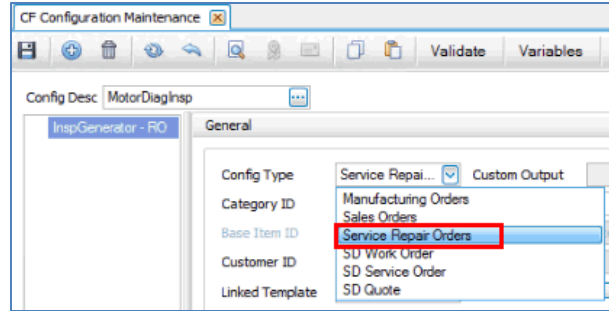 CF Configuration Maintenance
Validate Variables
Config Desc MotorDiagInsp
InspGenerator - RO
General
Config Type Service Repai... Custom Output
Category ID
Manufacturing Orders
Sales Orders
Base Item ID
Service Repair Orders
SD Work Order
Customer ID
SD Service Order
Linked Template
SD Quote